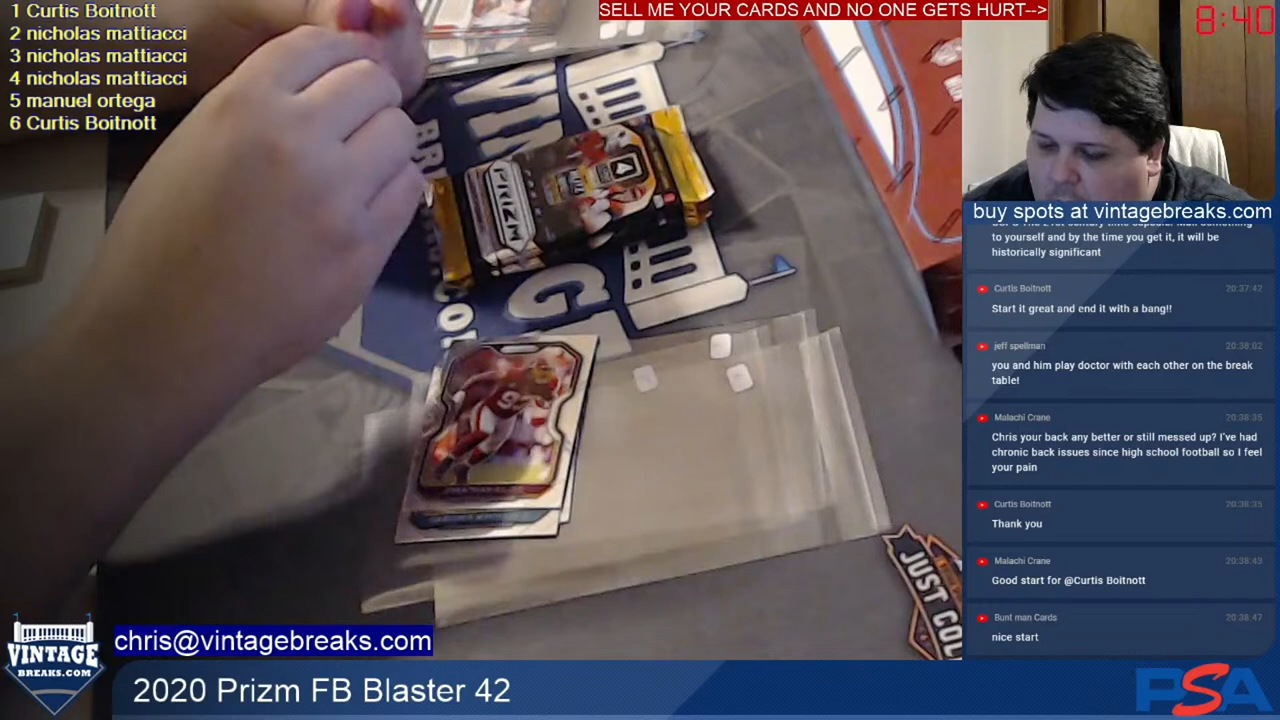 1 Curtis Boitnott
2 nicholas mattiacci
3 nicholas mattiacci
4 nicholas mattiacci
5 manuel ortega
6 Curtis Boitnott
SELL ME YOUR CARDS AND NO ONE GETS HURT-->
8:40
PRIZM
4
G
JUST COL
buy spots at vintagebreaks.com
to yourself and by the time you get it, it will be
historically significant
Curtis Boitnott 20:37:42
Start it great and end it with a bang!!
jeff spellman 20:38:02
you and him play doctor with each other on the break
table!
Malachi Crane 20:38:35
Chris your back any better or still messed up? I've had
chronic back issues since high school football so I feel
your pain
Curtis Boitnott 20:38:35
Thank you
Malachi Crane 20:38:43
Good start for @Curtis Boitnott
Bunt man Cards 20:38:47
nice start
VINTAGE
BREAKS.COM
chris@vintagebreaks.com
2020 Prizm FB Blaster 42
PSA